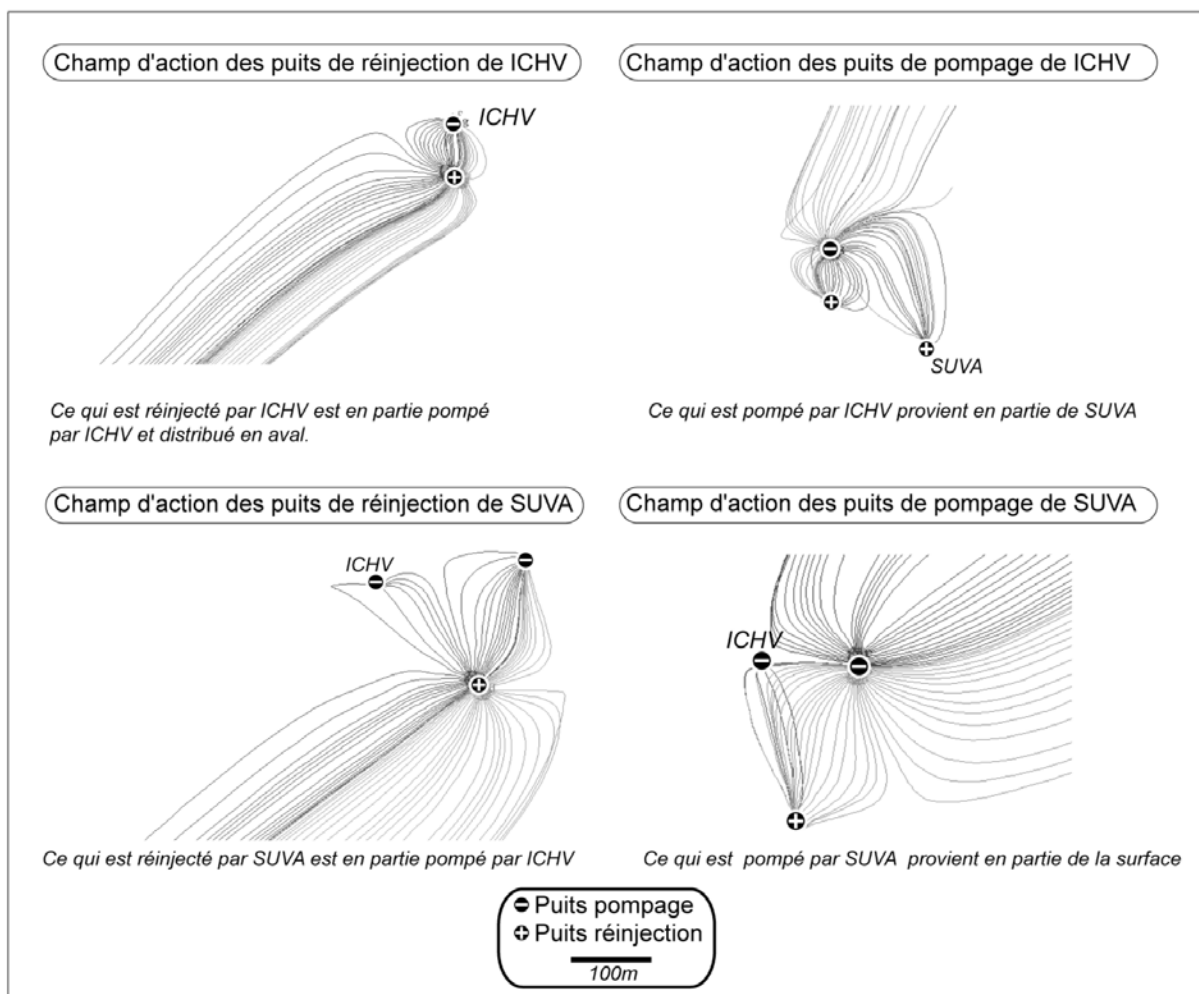 Champ d'action des puits de réinjection de ICHV
ICHV
Ce qui est réinjecté par ICHV est en partie pompé
par ICHV et distribué en aval.
Champ d'action des puits de pompage de ICHV
SUVA
Ce qui est pompé par ICHV provient en partie de SUVA
Champ d'action des puits de réinjection de SUVA
ICHV
Ce qui est réinjecté par SUVA est en partie pompé par ICHV
Champ d'action des puits de pompage de SUVA
ICHV
Ce qui est pompé par SUVA provient en partie de la surface
Puits pompage
Puits réinjection
100m